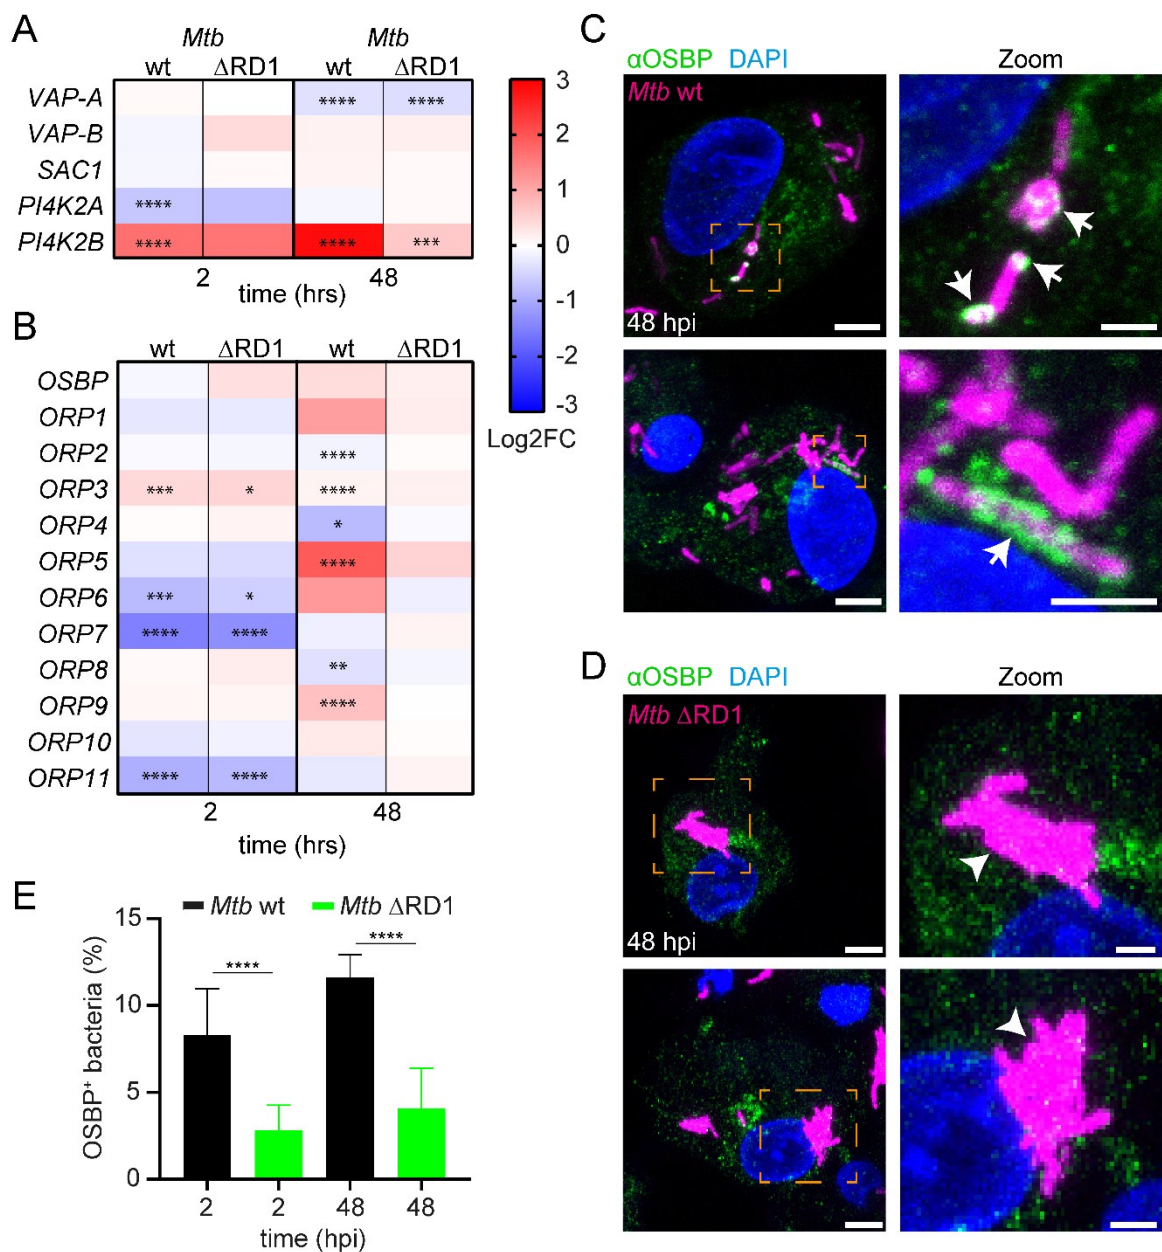 A
Mtb Mtb
wt ΔRD1 wt ΔRD1
VAP-A **** ****
VAP-B
SAC1
PI4K2A ****
PI4K2B **** **** ***
2 48
time (hrs)
3
2
1
0
-1
-2
-3
Log2FC
B
wt ΔRD1 wt ΔRD1
OSBP
ORP1
ORP2 ****
ORP3 *** * ****
ORP4 *
ORP5 ****
ORP6 *** *
ORP7 **** ****
ORP8 **
ORP9 ****
ORP10
ORP11 **** ****
2 48
time (hrs)
C
αOSBP DAPI Zoom
Mtb wt
48 hpi
D
αOSBP DAPI Zoom
Mtb ΔRD1
48 hpi
E
Mtb wt Mtb ΔRD1
OSBP⁺ bacteria (%)
15
10
5
0
**** ****
2 2 48 48
time (hpi)